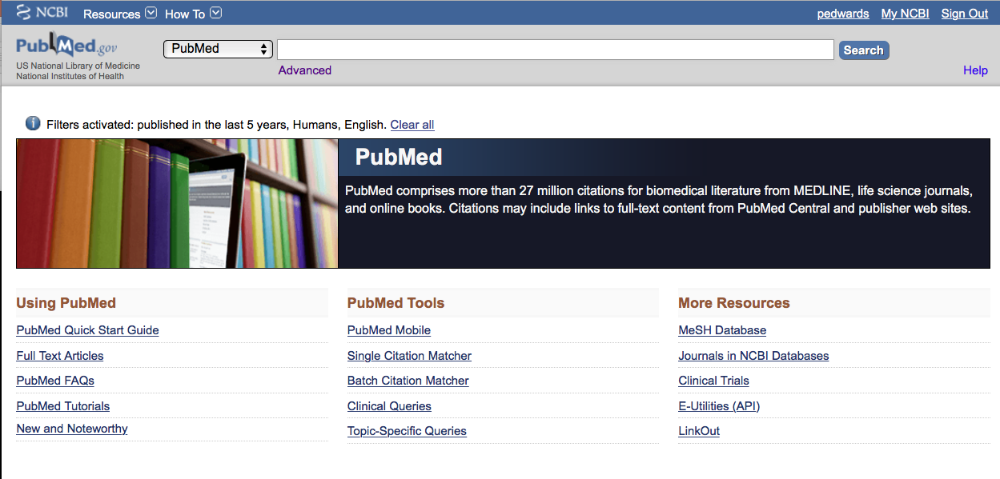 NCBI Resources How To pedwards My NCBI Sign Out
PubMed.gov
US National Library of Medicine
National Institutes of Health
PubMed Search
Advanced Help
Filters activated: published in the last 5 years, Humans, English. Clear all
PubMed
PubMed comprises more than 27 million citations for biomedical literature from MEDLINE, life science journals,
and online books. Citations may include links to full-text content from PubMed Central and publisher web sites.
Using PubMed
PubMed Quick Start Guide
Full Text Articles
PubMed FAQs
PubMed Tutorials
New and Noteworthy
PubMed Tools
PubMed Mobile
Single Citation Matcher
Batch Citation Matcher
Clinical Queries
Topic-Specific Queries
More Resources
MeSH Database
Journals in NCBI Databases
Clinical Trials
E-Utilities (API)
LinkOut